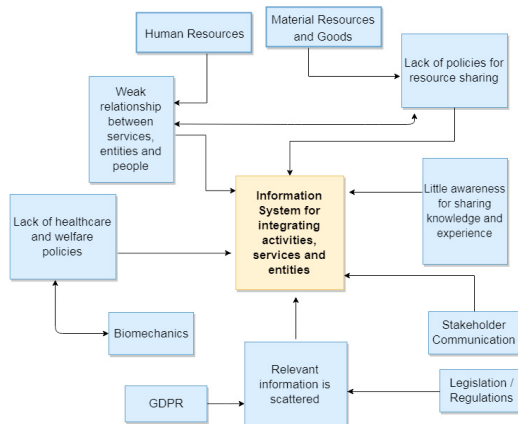 Human Resources
Material Resources
and Goods
Lack of policies for
resource sharing
Weak
relationship
between
services,
entities and
people
Information
System for
integrating
activities,
services and
entities
Little awareness
for sharing
knowledge and
experience
Lack of healthcare
and welfare
policies
Biomechanics
Stakeholder
Communication
Relevant
information is
scattered
Legislation /
Regulations
GDPR